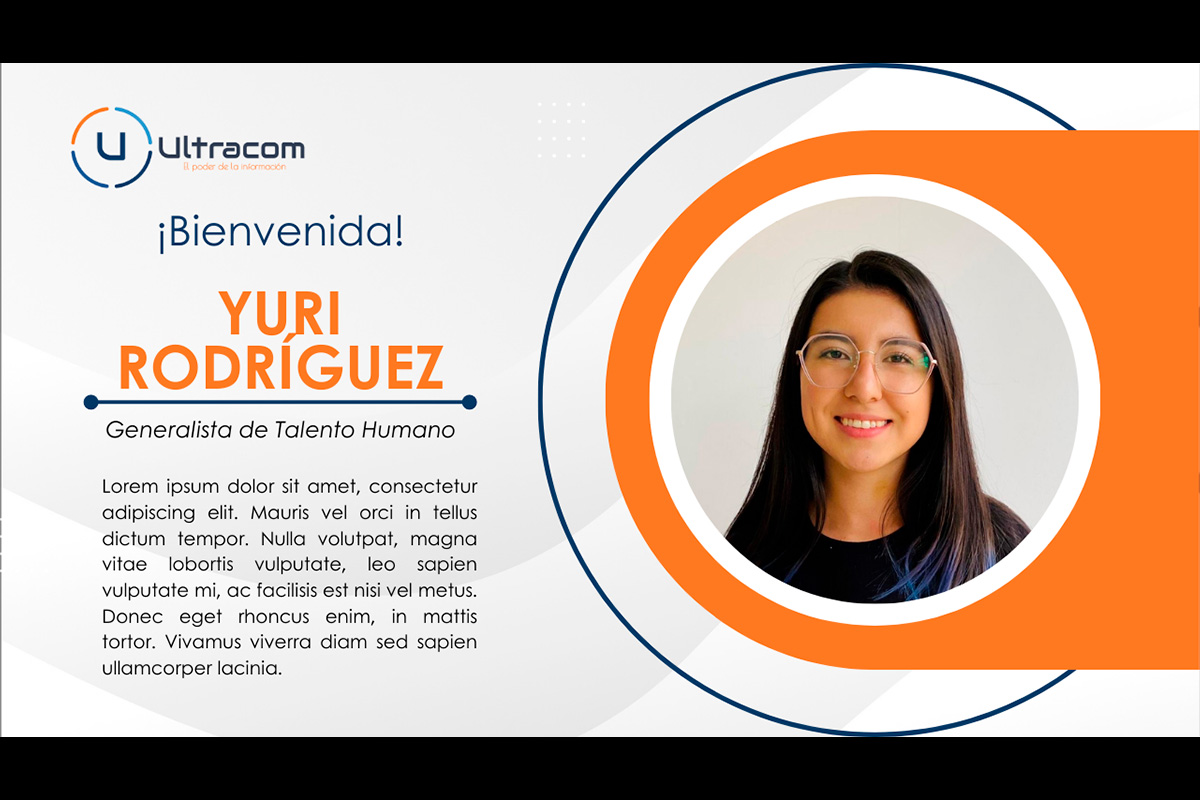 U
Ultracom
El poder de la información
¡Bienvenida!
YURI
RODRÍGUEZ
Generalista de Talento Humano
Lorem ipsum dolor sit amet, consectetur
adipiscing elit. Mauris vel orci in tellus
dictum tempor. Nulla volutpat, magna
vitae lobortis vulputate, leo sapien
vulputate mi, ac facilisis est nisi vel metus.
Donec eget rhoncus enim, in mattis
tortor. Vivamus viverra diam sed sapien
ullamcorper lacinia.